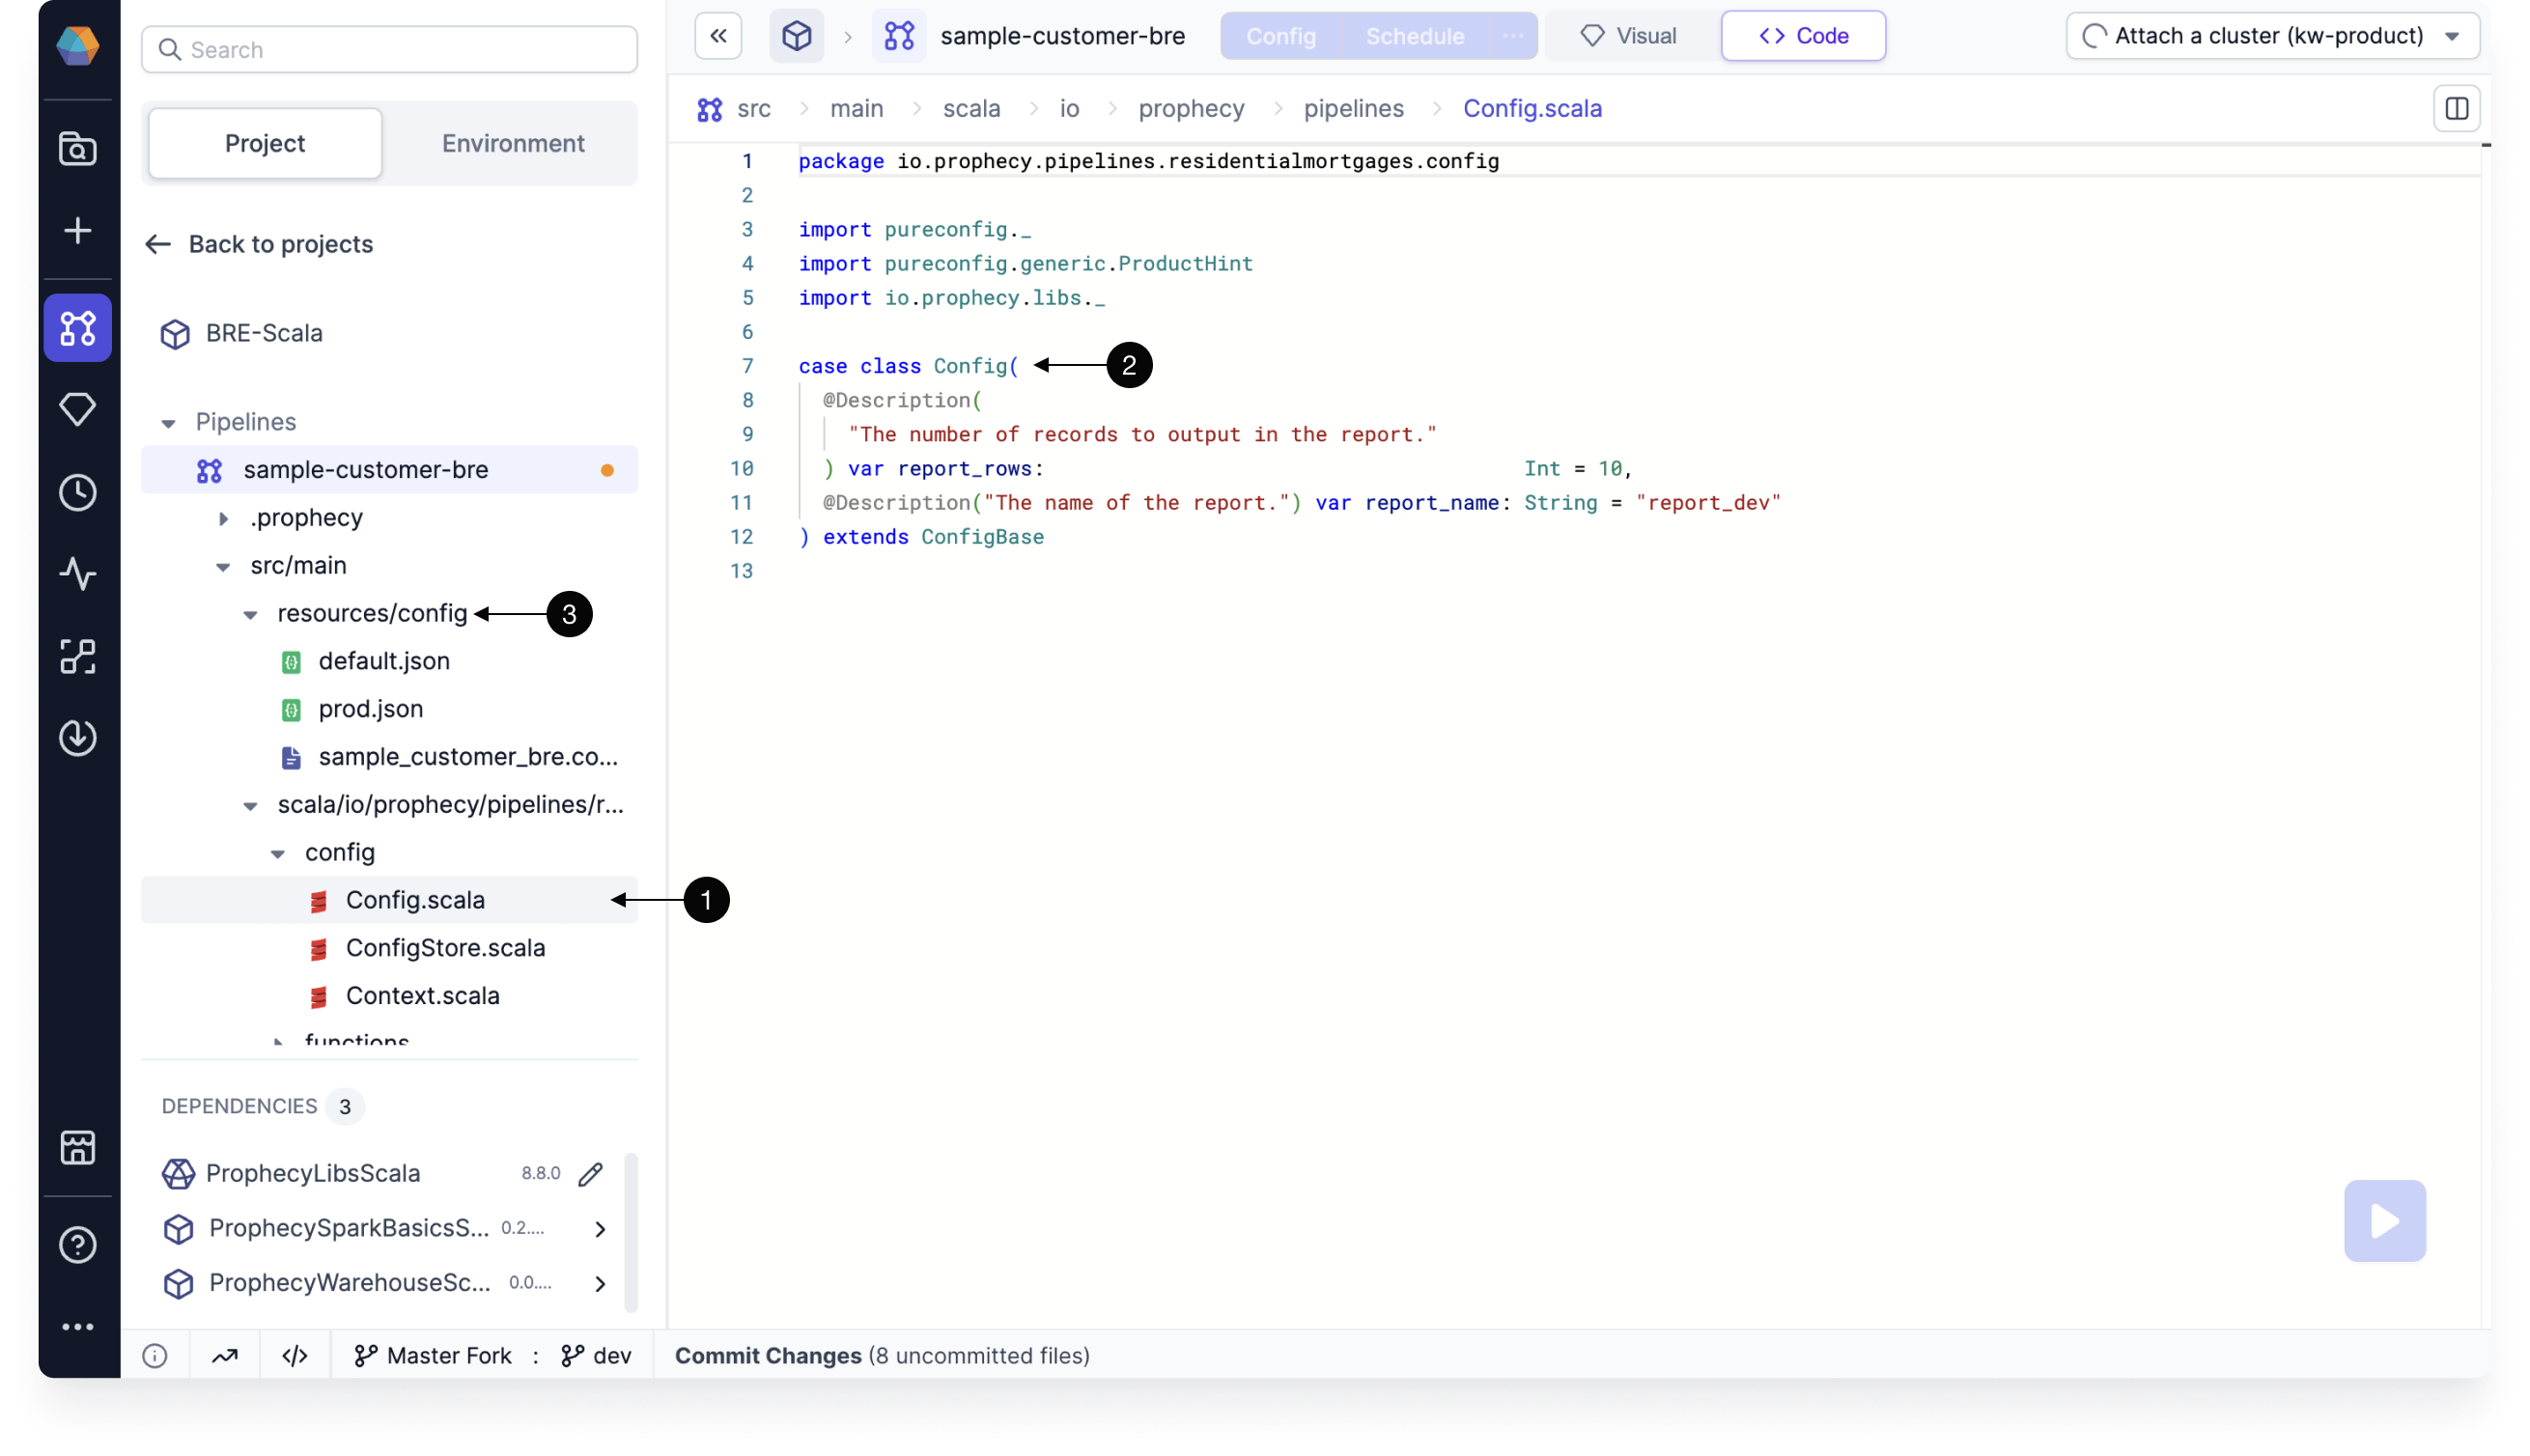 Search
Project
Environment
Back to projects
BRE-Scala
Pipelines
sample-customer-bre
.prophecy
src/main
resources/config
3
default.json
prod.json
sample_customer_bre.co...
scala/io/prophecy/pipelines/r...
config
Config.scala
1
ConfigStore.scala
Context.scala
functions
DEPENDENCIES 3
ProphecyLibsScala 8.8.0
ProphecySparkBasicsS... 0.2....
ProphecyWarehouseSc... 0.0....
sample-customer-bre
Config Schedule ...
Visual
<> Code
Attach a cluster (kw-product)
src > main > scala > io > prophecy > pipelines > Config.scala
1 package io.prophecy.pipelines.residentialmortgages.config
2
3 import pureconfig._
4 import pureconfig.generic.ProductHint
5 import io.prophecy.libs._
6
7 case class Config(
2
8 @Description(
9 "The number of records to output in the report."
10 ) var report_rows: Int = 10,
11 @Description("The name of the report.") var report_name: String = "report_dev"
12 ) extends ConfigBase
13
Master Fork : dev
Commit Changes (8 uncommitted files)